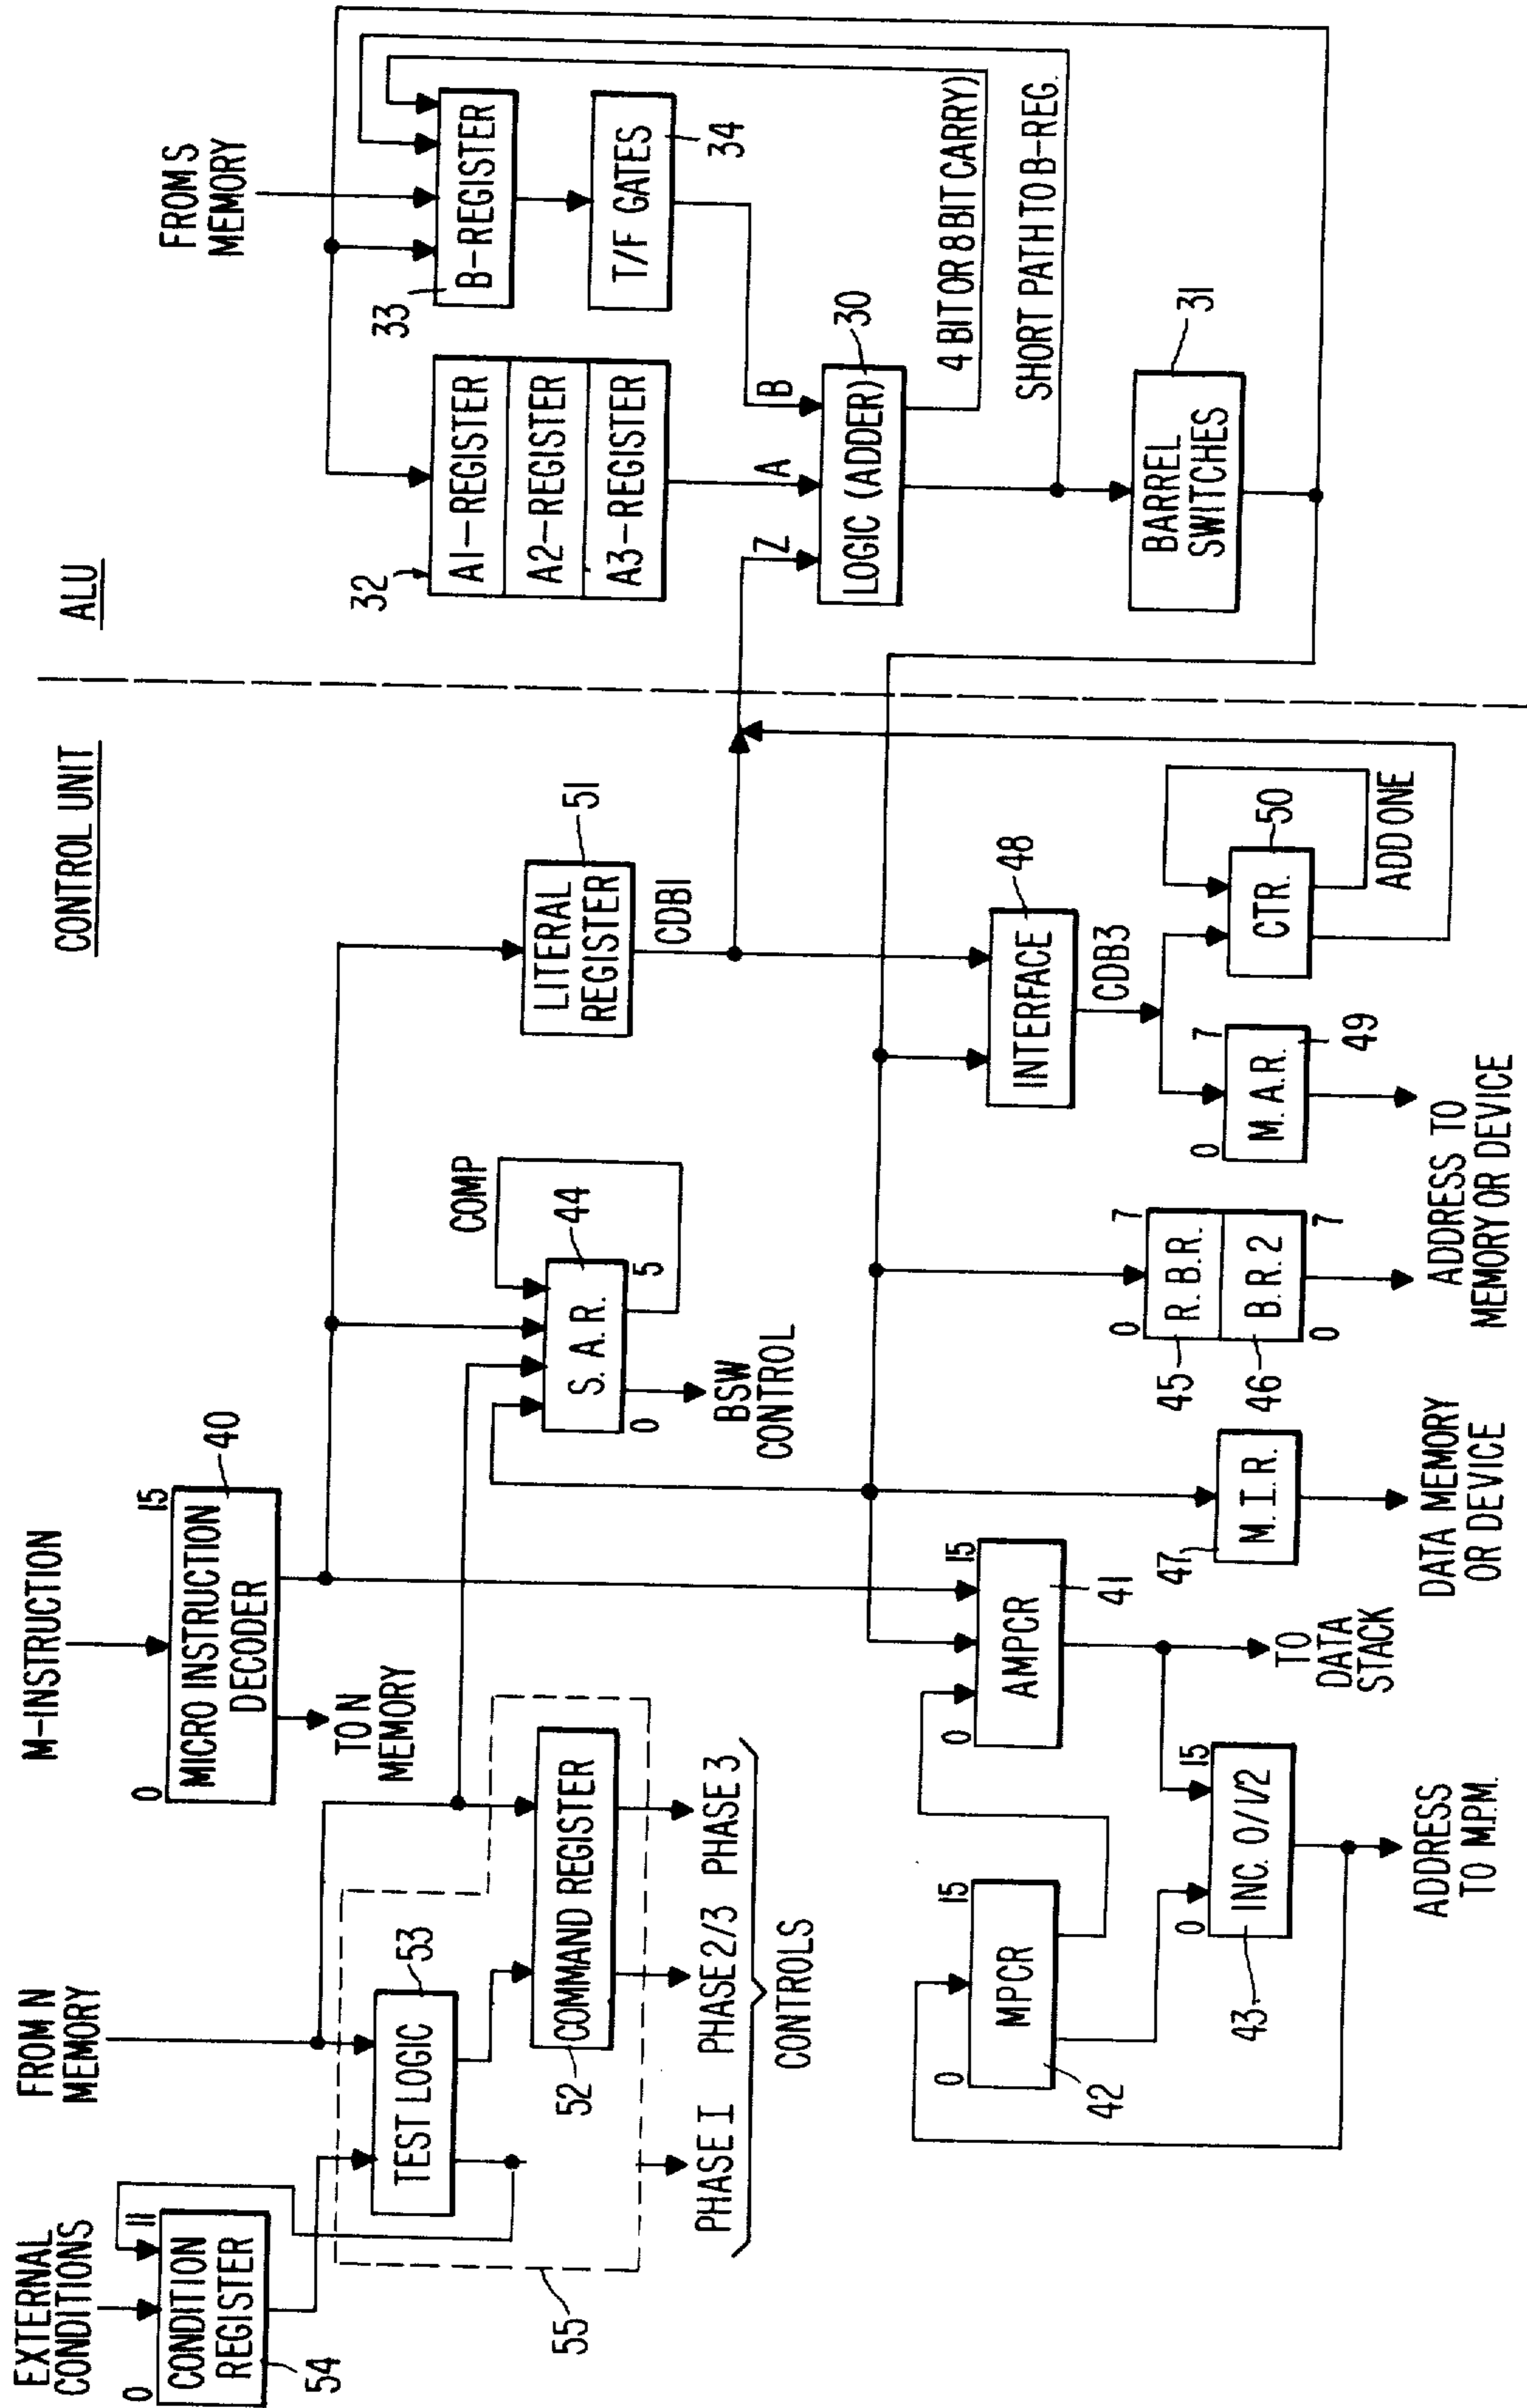 CONTROL UNIT
ALU
EXTERNAL
CONDITIONS
0
11
CONDITION
REGISTER
54
FROM N
MEMORY
TEST LOGIC
53
52
COMMAND REGISTER
55
PHASE I
PHASE 2/3
PHASE 3
CONTROLS
M-INSTRUCTION
0
15
MICRO INSTRUCTION
DECODER
40
TO N
MEMORY
COMP
S. A. R.
44
0
5
BSW
CONTROL
LITERAL
REGISTER
51
CDB1
0
15
MPCR
42
0
15
AMPCR
41
TO
DATA
STACK
0
15
INC. 0/1/2
43
ADDRESS
TO M.P.M.
47
M. I. R.
DATA MEMORY
OR DEVICE
0
7
45
R. B. R.
46
B. R. 2
0
7
INTERFACE
48
CDB3
0
7
M. A. R.
49
CTR.
50
ADD ONE
ADDRESS TO
MEMORY OR DEVICE
FROM S
MEMORY
32
A1-REGISTER
A2-REGISTER
A3-REGISTER
33
B-REGISTER
T/F GATES
34
Z
A
B
LOGIC (ADDER)
30
4 BIT OR 8 BIT CARRY)
SHORT PATH TO B-REG.
BARREL
SWITCHES
31